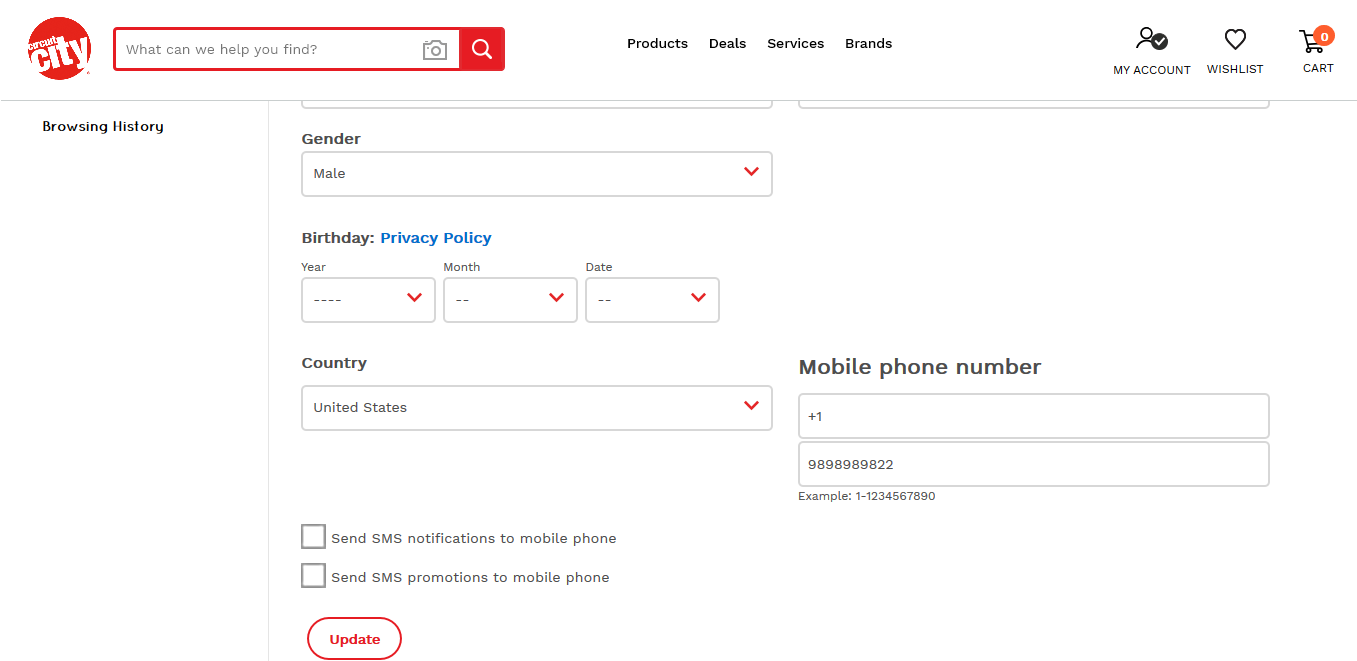 circuit
city
What can we help you find?
Products
Deals
Services
Brands
MY ACCOUNT
WISHLIST
0
CART
Browsing History
Gender
Male
Birthday: Privacy Policy
Year
Month
Date
----
--
--
Country
United States
Mobile phone number
+1
9898989822
Example: 1-1234567890
Send SMS notifications to mobile phone
Send SMS promotions to mobile phone
Update